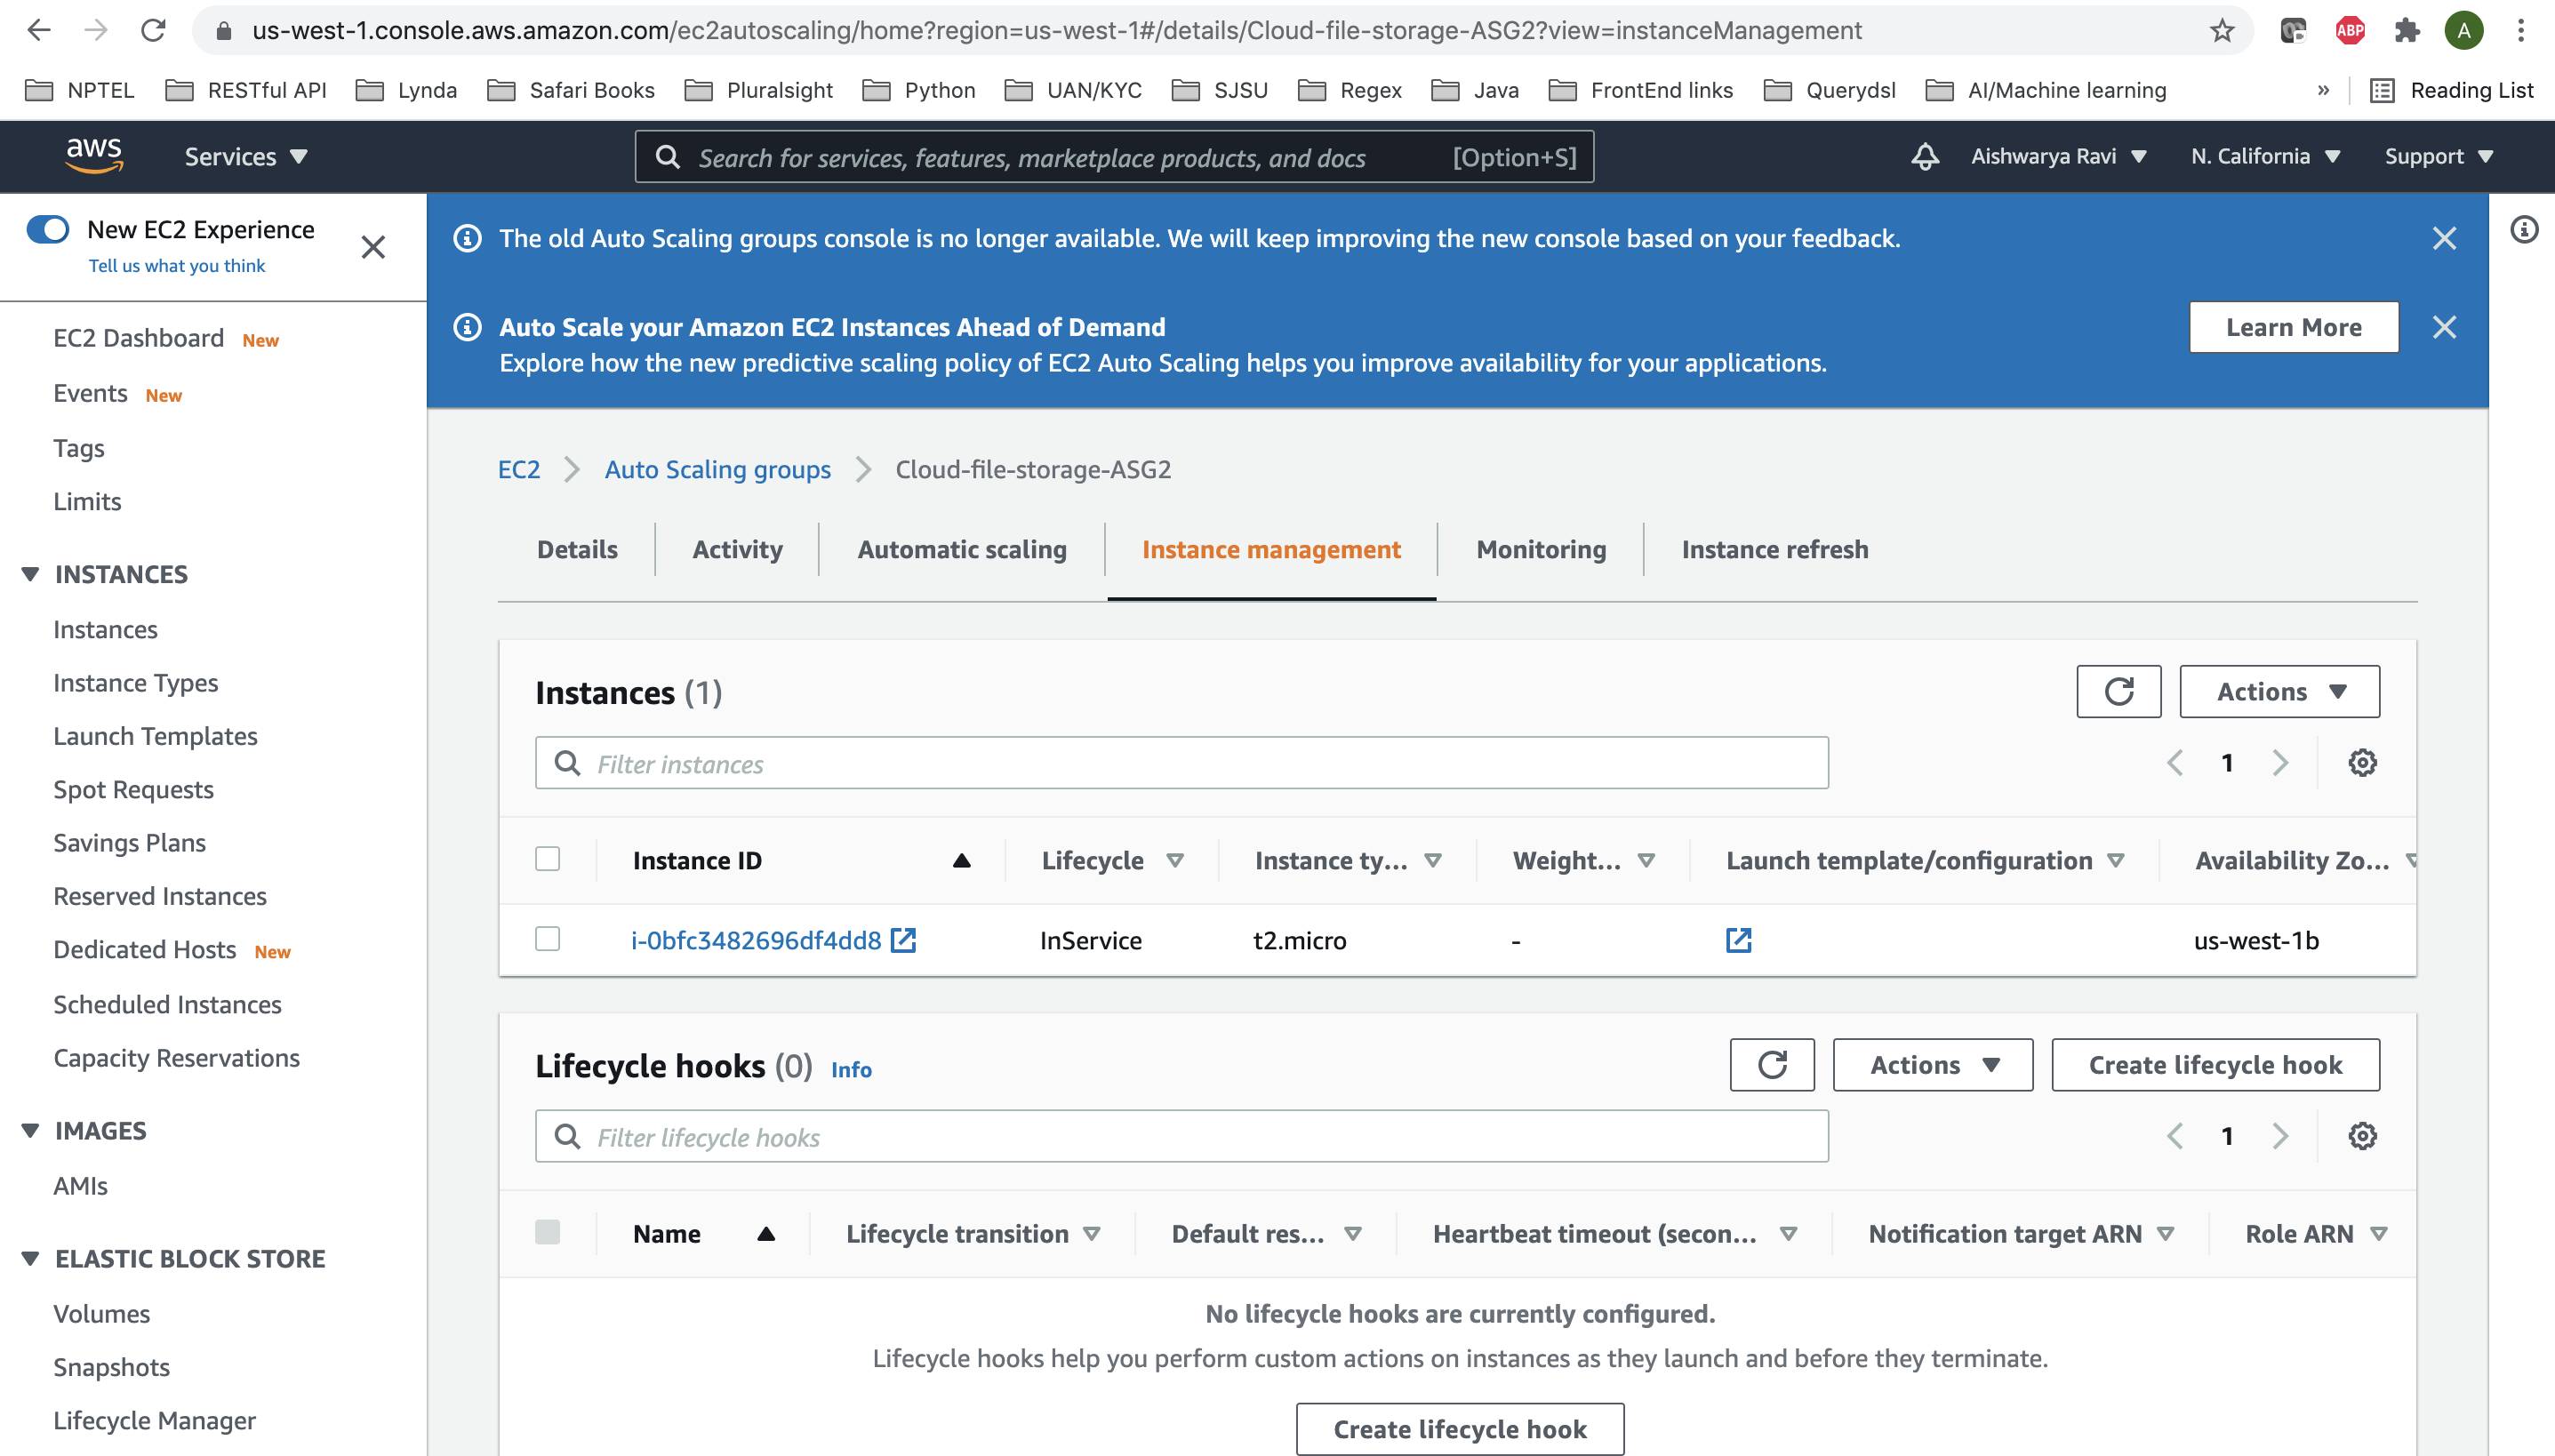 us-west-1.console.aws.amazon.com/ec2autoscaling/home?region=us-west-1#/details/Cloud-file-storage-ASG2?view=instanceManagement
ABP
A
NPTEL RESTful API Lynda Safari Books Pluralsight Python UAN/KYC SJSU Regex Java FrontEnd links Querydsl AI/Machine learning » Reading List
aws Services Search for services, features, marketplace products, and docs [Option+S] Aishwarya Ravi N. California Support
New EC2 Experience
Tell us what you think
EC2 Dashboard New
Events New
Tags
Limits
INSTANCES
Instances
Instance Types
Launch Templates
Spot Requests
Savings Plans
Reserved Instances
Dedicated Hosts New
Scheduled Instances
Capacity Reservations
IMAGES
AMIs
ELASTIC BLOCK STORE
Volumes
Snapshots
Lifecycle Manager
The old Auto Scaling groups console is no longer available. We will keep improving the new console based on your feedback.
Auto Scale your Amazon EC2 Instances Ahead of Demand
Explore how the new predictive scaling policy of EC2 Auto Scaling helps you improve availability for your applications.
Learn More
EC2 Auto Scaling groups Cloud-file-storage-ASG2
Details Activity Automatic scaling Instance management Monitoring Instance refresh
Instances (1)
Actions
Filter instances
1
Instance ID Lifecycle Instance ty... Weight... Launch template/configuration Availability Zo...
i-0bfc3482696df4dd8 InService t2.micro - us-west-1b
Lifecycle hooks (0) Info
Actions Create lifecycle hook
Filter lifecycle hooks
1
Name Lifecycle transition Default res... Heartbeat timeout (secon... Notification target ARN Role ARN
No lifecycle hooks are currently configured.
Lifecycle hooks help you perform custom actions on instances as they launch and before they terminate.
Create lifecycle hook